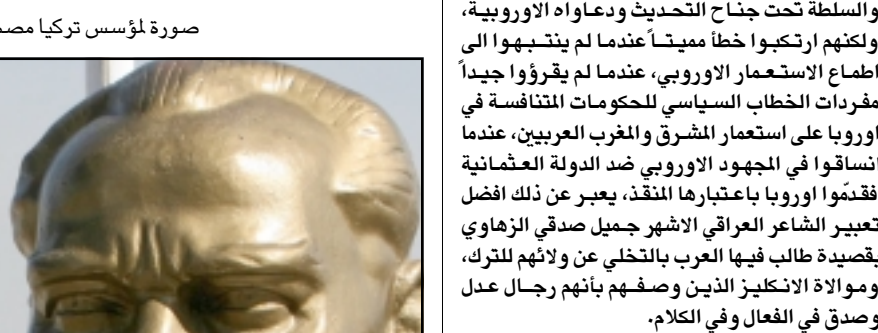 والسلطة تحت جناح التحديث ودعاواه الاوروبية،
ولكنهم ارتكبوا خطأ مميتاً عندما لم ينتبهوا الى
اطماع الاستعمار الاوروبي، عندما لم يقرؤوا جيداً
مفردات الخطاب السياسي للحكومات المتنافسة في
اوروبا على استعمار المشرق والمغرب العربيين، عندما
انساقوا في المجهود الاوروبي ضد الدولة العثمانية
فقدّموا اوروبا باعتبارها المنقذ، يعبر عن ذلك افضل
تعبير الشاعر العراقي الاشهر جميل صدقي الزهاوي
بقصيدة طالب فيها العرب بالتخلي عن ولائهم للترك،
وموالاة الانكليز الذين وصفهم بأنهم رجال عدل
وصدق في الفعال وفي الكلام.
صورة لمؤسس تركيا